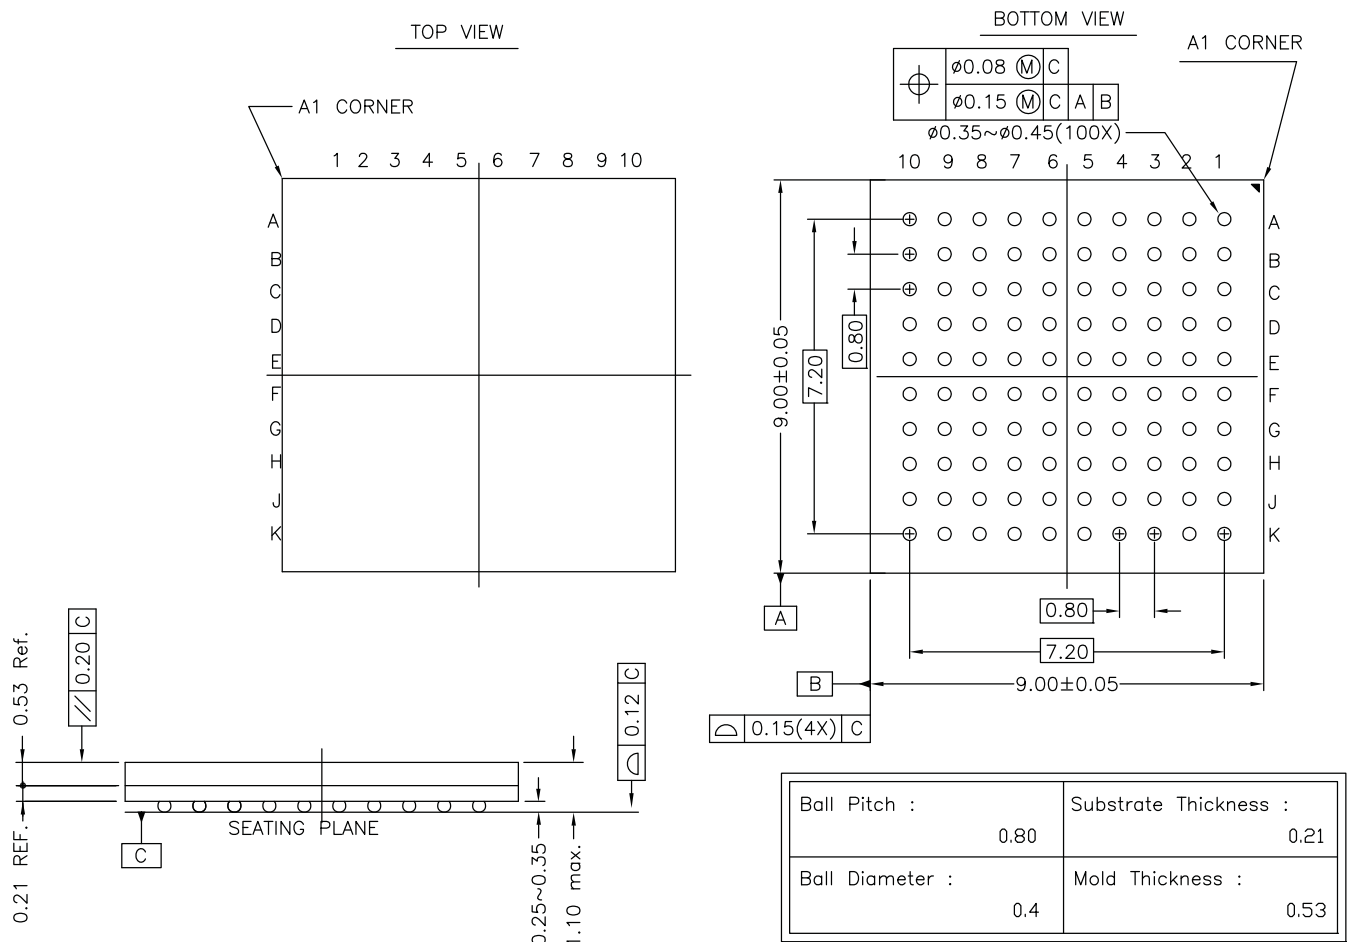 TOP VIEW
A1 CORNER
1 2 3 4 5 6 7 8 9 10
A
B
C
D
E
F
G
H
J
K
BOTTOM VIEW
A1 CORNER
ø0.08 Ⓜ C
ø0.15 Ⓜ C A B
ø0.35~ø0.45(100X)
10 9 8 7 6 5 4 3 2 1
A
B
C
D
E
F
G
H
J
K
9.00±0.05
7.20
0.80
A
0.80
7.20
B
9.00±0.05
0.15(4X) C
0.53 Ref.
0.20 C
0.21 REF.
C
SEATING PLANE
0.12 C
0.25~0.35
1.10 max.
Ball Pitch :
0.80
Substrate Thickness :
0.21
Ball Diameter :
0.4
Mold Thickness :
0.53